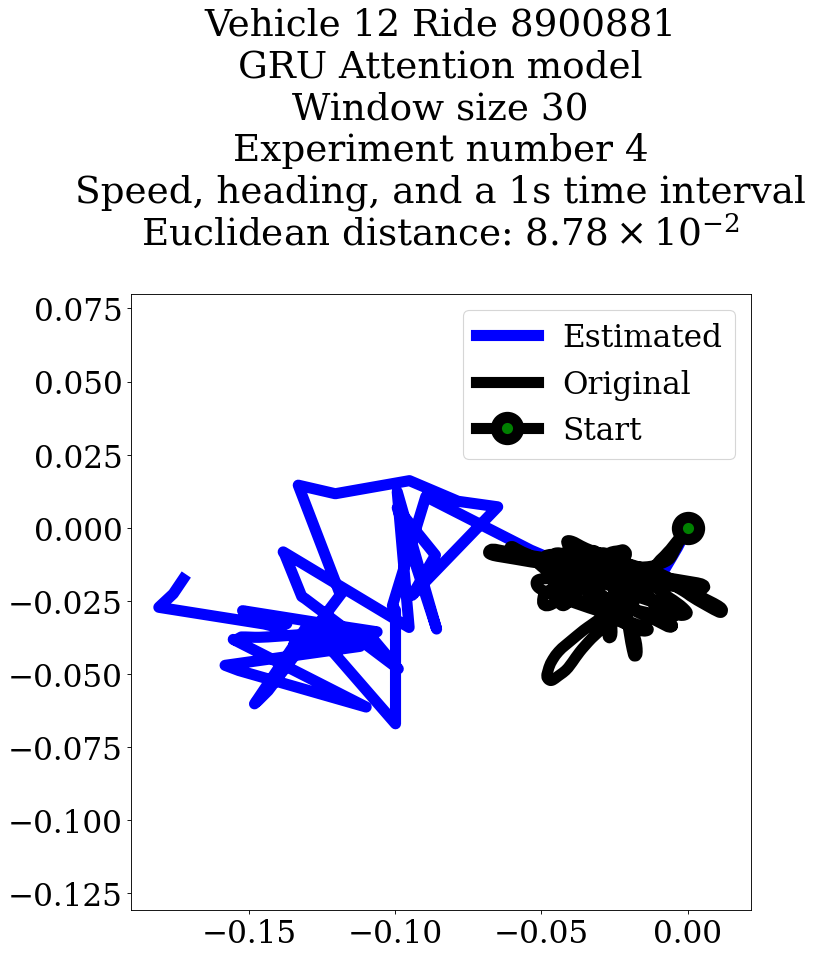 Vehicle 12 Ride 8900881
GRU Attention model
Window size 30
Experiment number 4
Speed, heading, and a 1s time interval
Euclidean distance: 8.78 × 10⁻²
0.075
0.050
0.025
0.000
−0.025
−0.050
−0.075
−0.100
−0.125
Estimated
Original
Start
−0.15 −0.10 −0.05 0.00